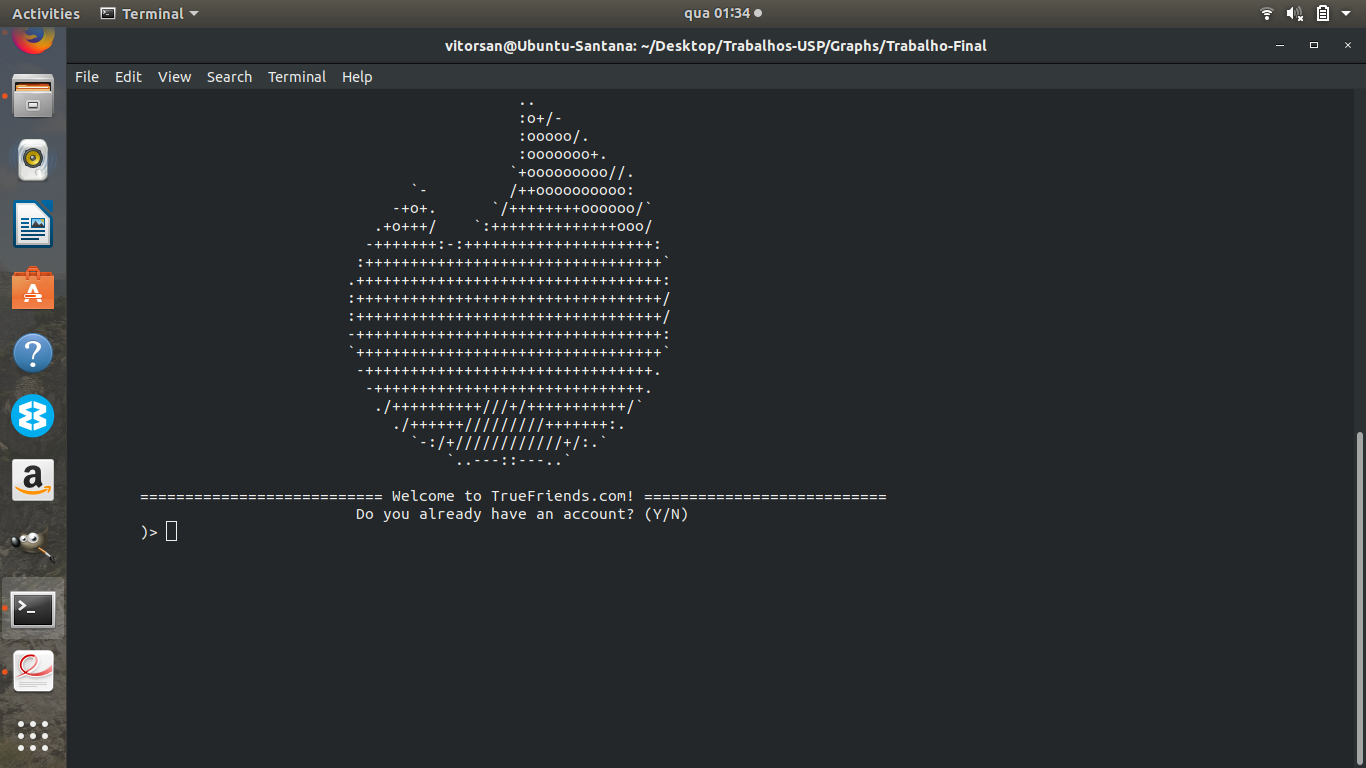 Activities Terminal qua 01:34
vitorsan@Ubuntu-Santana: ~/Desktop/Trabalhos-USP/Graphs/Trabalho-Final
File Edit View Search Terminal Help
..
:o+/-
:ooooo/.
:ooooooo+.
`+ooooooooo//.
`- /++oooooooooo:
-+o+. `/++++++++oooooo/`
.+o+++/ `:++++++++++++++ooo/
-+++++++:-:+++++++++++++++++++++:
:+++++++++++++++++++++++++++++++++`
.++++++++++++++++++++++++++++++++++:
:++++++++++++++++++++++++++++++++++/
:++++++++++++++++++++++++++++++++++/
-++++++++++++++++++++++++++++++++++:
`++++++++++++++++++++++++++++++++++`
-++++++++++++++++++++++++++++++++.
-++++++++++++++++++++++++++++++.
./++++++++++///+/+++++++++++/`
./++++++/////////+++++++:.
`-:/+////////////+/:.`
`..---::---..`
=========================== Welcome to TrueFriends.com! ===========================
Do you already have an account? (Y/N)
)>